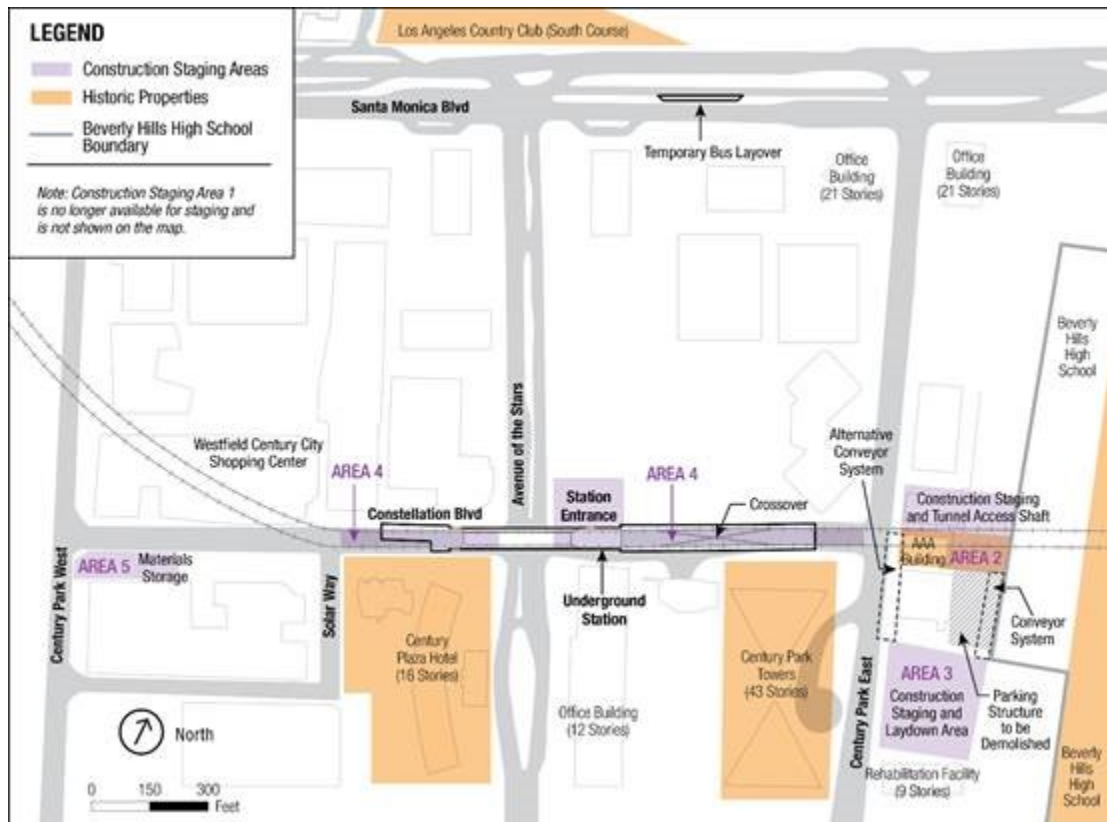 LEGEND
Construction Staging Areas
Historic Properties
Beverly Hills High School
Boundary
Note: Construction Staging Area 1
is no longer available for staging and
is not shown on the map.
Los Angeles Country Club (South Course)
Santa Monica Blvd
Temporary Bus Layover
Office
Building
(21 Stories)
Office
Building
(21 Stories)
Beverly
Hills
High
School
Avenue of the Stars
Westfield Century City
Shopping Center
AREA 4
Constellation Blvd
Station
Entrance
AREA 4
Crossover
Alternative
Conveyor
System
Construction Staging
and Tunnel Access Shaft
AAA
Building
AREA 2
Century Park West
AREA 5
Materials
Storage
Solar Way
Underground
Station
Conveyor
System
Century
Plaza Hotel
(16 Stories)
Century Park
Towers
(43 Stories)
Century Park East
AREA 3
Construction
Staging and
Laydown Area
Parking
Structure
to be
Demolished
Office Building
(12 Stories)
Rehabilitation Facility
(9 Stories)
Beverly
Hills
High
School
North
0 150 300
Feet